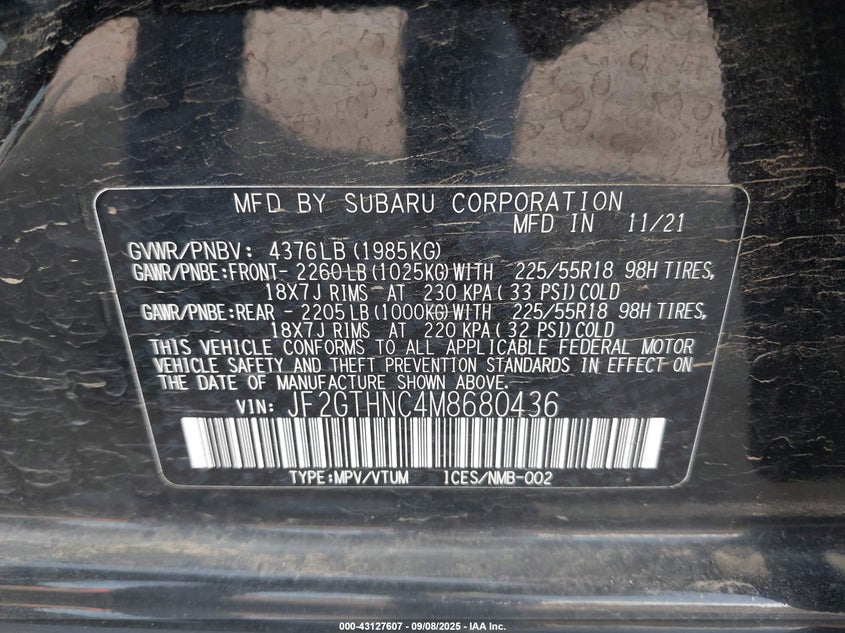 MFD BY SUBARU CORPORATION
MFD IN 11/21
GVWR/PNBV: 4376LB (1985KG)
GAWR/PNBE:FRONT- 2260 LB (1025KG) WITH 225/55R18 98H TIRES,
18X7J RIMS AT 230 KPA (33 PSI) COLD
GAWR/PNBE:REAR - 2205 LB (1000KG) WITH 225/55R18 98H TIRES,
18X7J RIMS AT 220 KPA (32 PSI) COLD
THIS VEHICLE CONFORMS TO ALL APPLICABLE FEDERAL MOTOR
VEHICLE SAFETY AND THEFT PREVENTION STANDARDS IN EFFECT ON
THE DATE OF MANUFACTURE SHOWN ABOVE.
VIN: JF2GTHNC4M8680436
TYPE:MPV/VTUM ICES/NMB-002
000-43127607 - 09/08/2025 - IAA Inc.